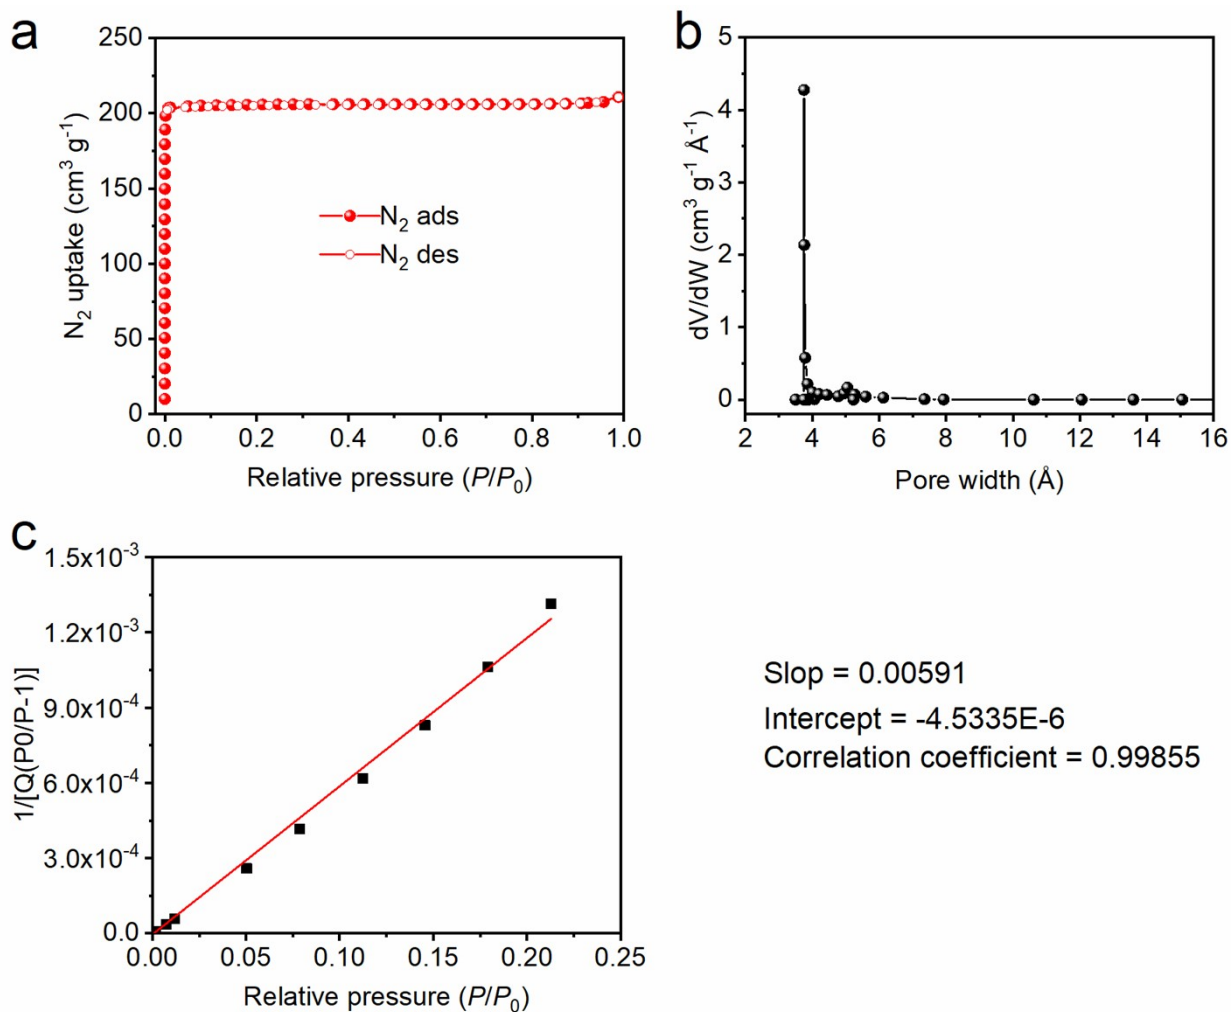 a
250
200
150
100
50
0
N₂ uptake (cm³ g⁻¹)
N₂ ads
N₂ des
0.0 0.2 0.4 0.6 0.8 1.0
Relative pressure (P/P₀)
b
5
4
3
2
1
0
dV/dW (cm³ g⁻¹ Å⁻¹)
2 4 6 8 10 12 14 16
Pore width (Å)
c
1.5x10⁻³
1.2x10⁻³
9.0x10⁻⁴
6.0x10⁻⁴
3.0x10⁻⁴
0.0
1/[Q(P0/P-1)]
0.00 0.05 0.10 0.15 0.20 0.25
Relative pressure (P/P₀)
Slop = 0.00591
Intercept = -4.5335E-6
Correlation coefficient = 0.99855